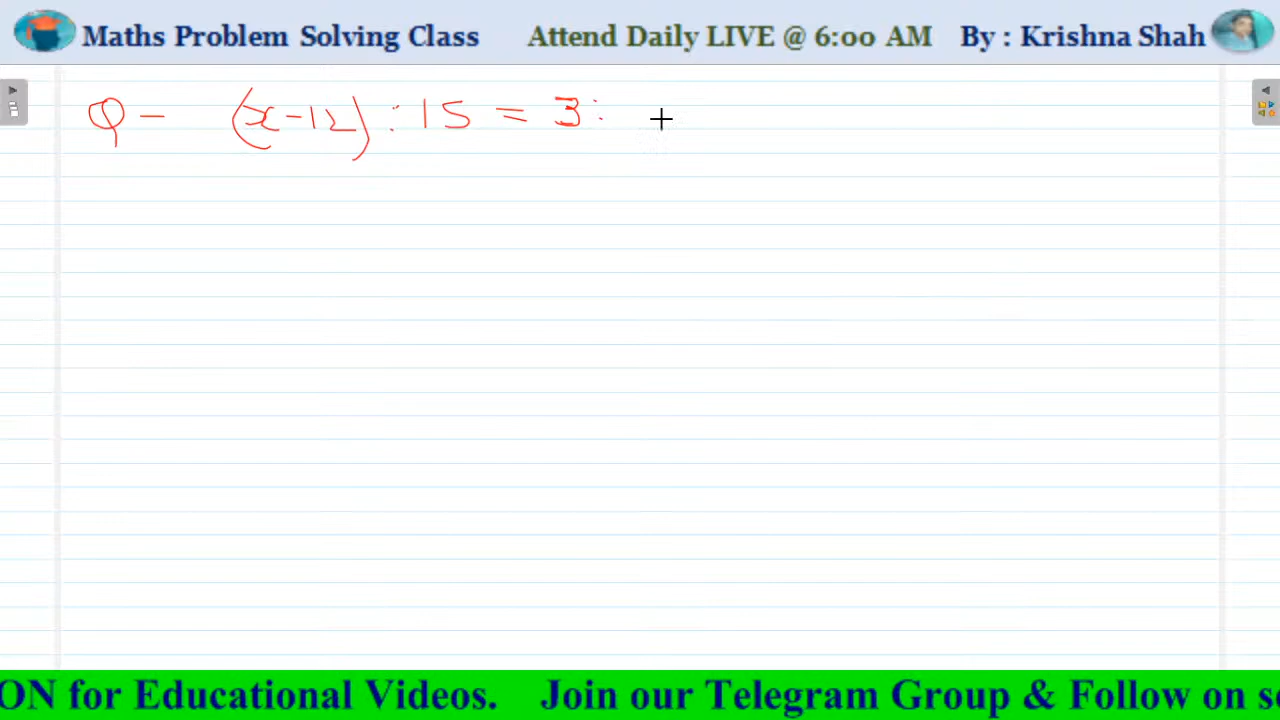 Maths Problem Solving Class Attend Daily LIVE @ 6:00 AM By : Krishna Shah
Q - (x-12) : 15 = 3 :
ON for Educational Videos. Join our Telegram Group & Follow on s